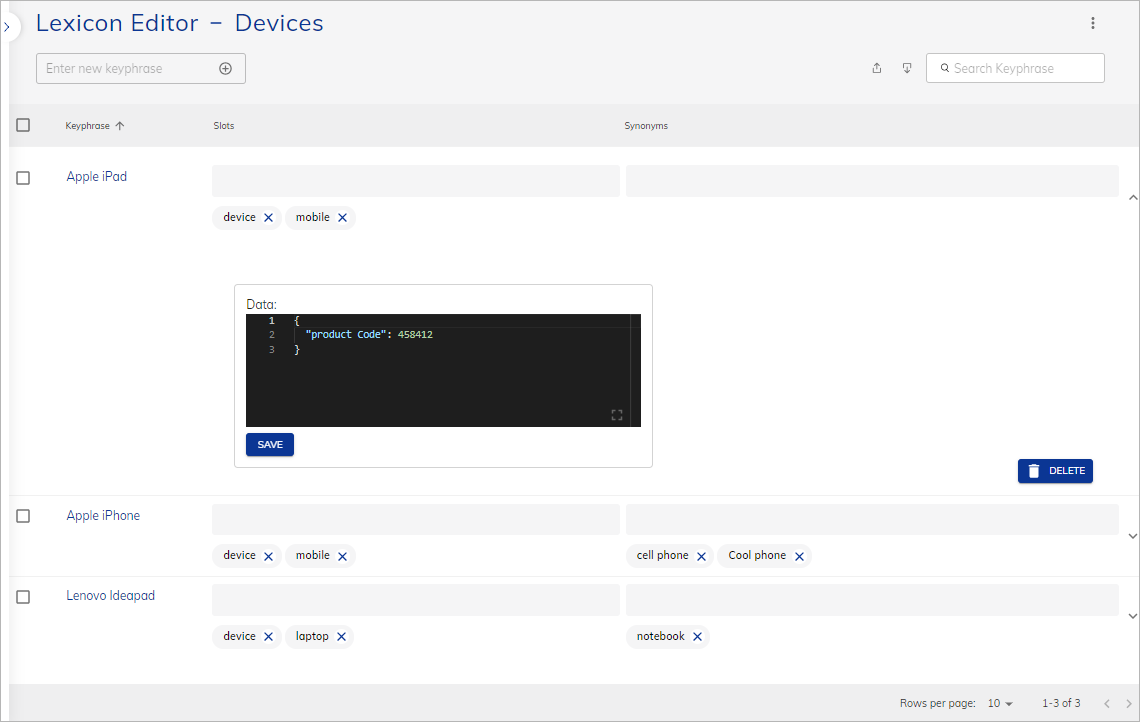 Lexicon Editor – Devices
Enter new keyphrase
Search Keyphrase
Keyphrase Slots Synonyms
Apple iPad
device mobile
Data:
1 {
2 "product Code": 458412
3 }
SAVE
DELETE
Apple iPhone
device mobile cell phone Cool phone
Lenovo Ideapad
device laptop notebook
Rows per page: 10 1-3 of 3